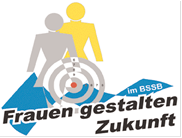 im BSSB
Frauen gestalten
Zukunft